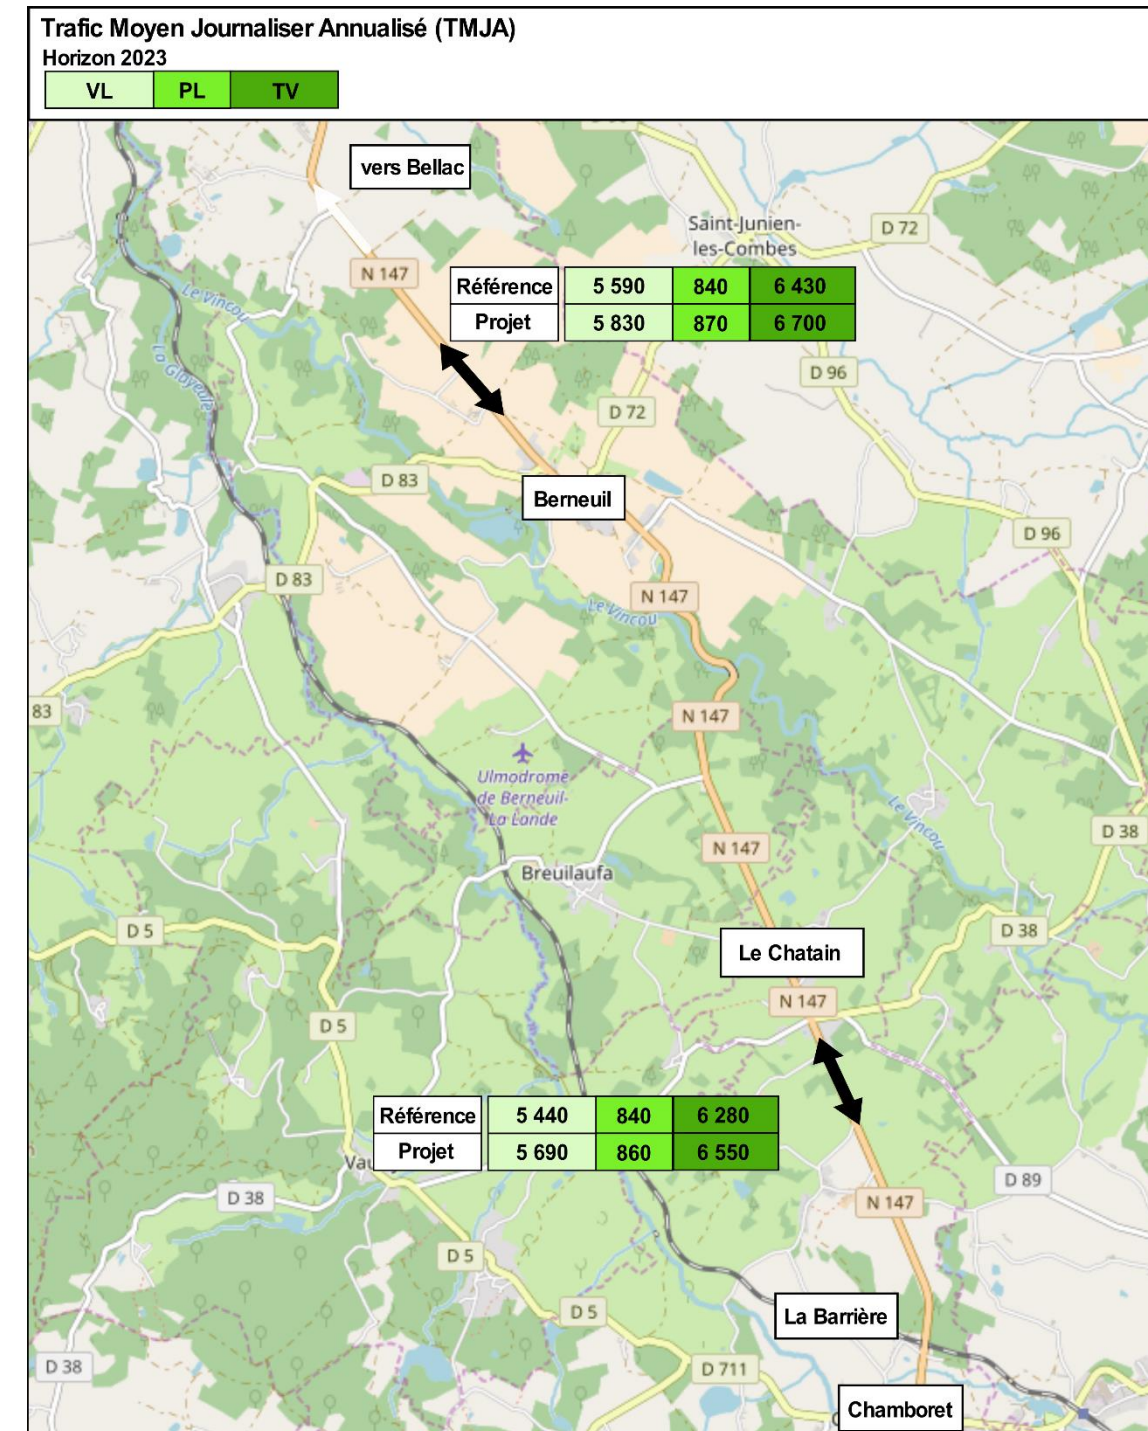 Trafic Moyen Journaliser Annualisé (TMJA)
Horizon 2023
VL PL TV
vers Bellac
Saint-Junien-
les-Combes
D 72
N 147
Le Vincou
La Glayeule
Référence 5 590 840 6 430
Projet 5 830 870 6 700
D 96
D 72
D 83
Berneuil
D 96
D 83
N 147
Le Vincou
83
N 147
Ulmodrome
de Berneuil-
La Lande
Le Vincou
D 38
N 147
Breuilaufa
D 5
D 38
Le Chatain
N 147
D 5
Référence 5 440 840 6 280
Projet 5 690 860 6 550
Vau
D 38
D 89
N 147
D 5
D 5
La Barrière
D 38
D 711
Chamboret